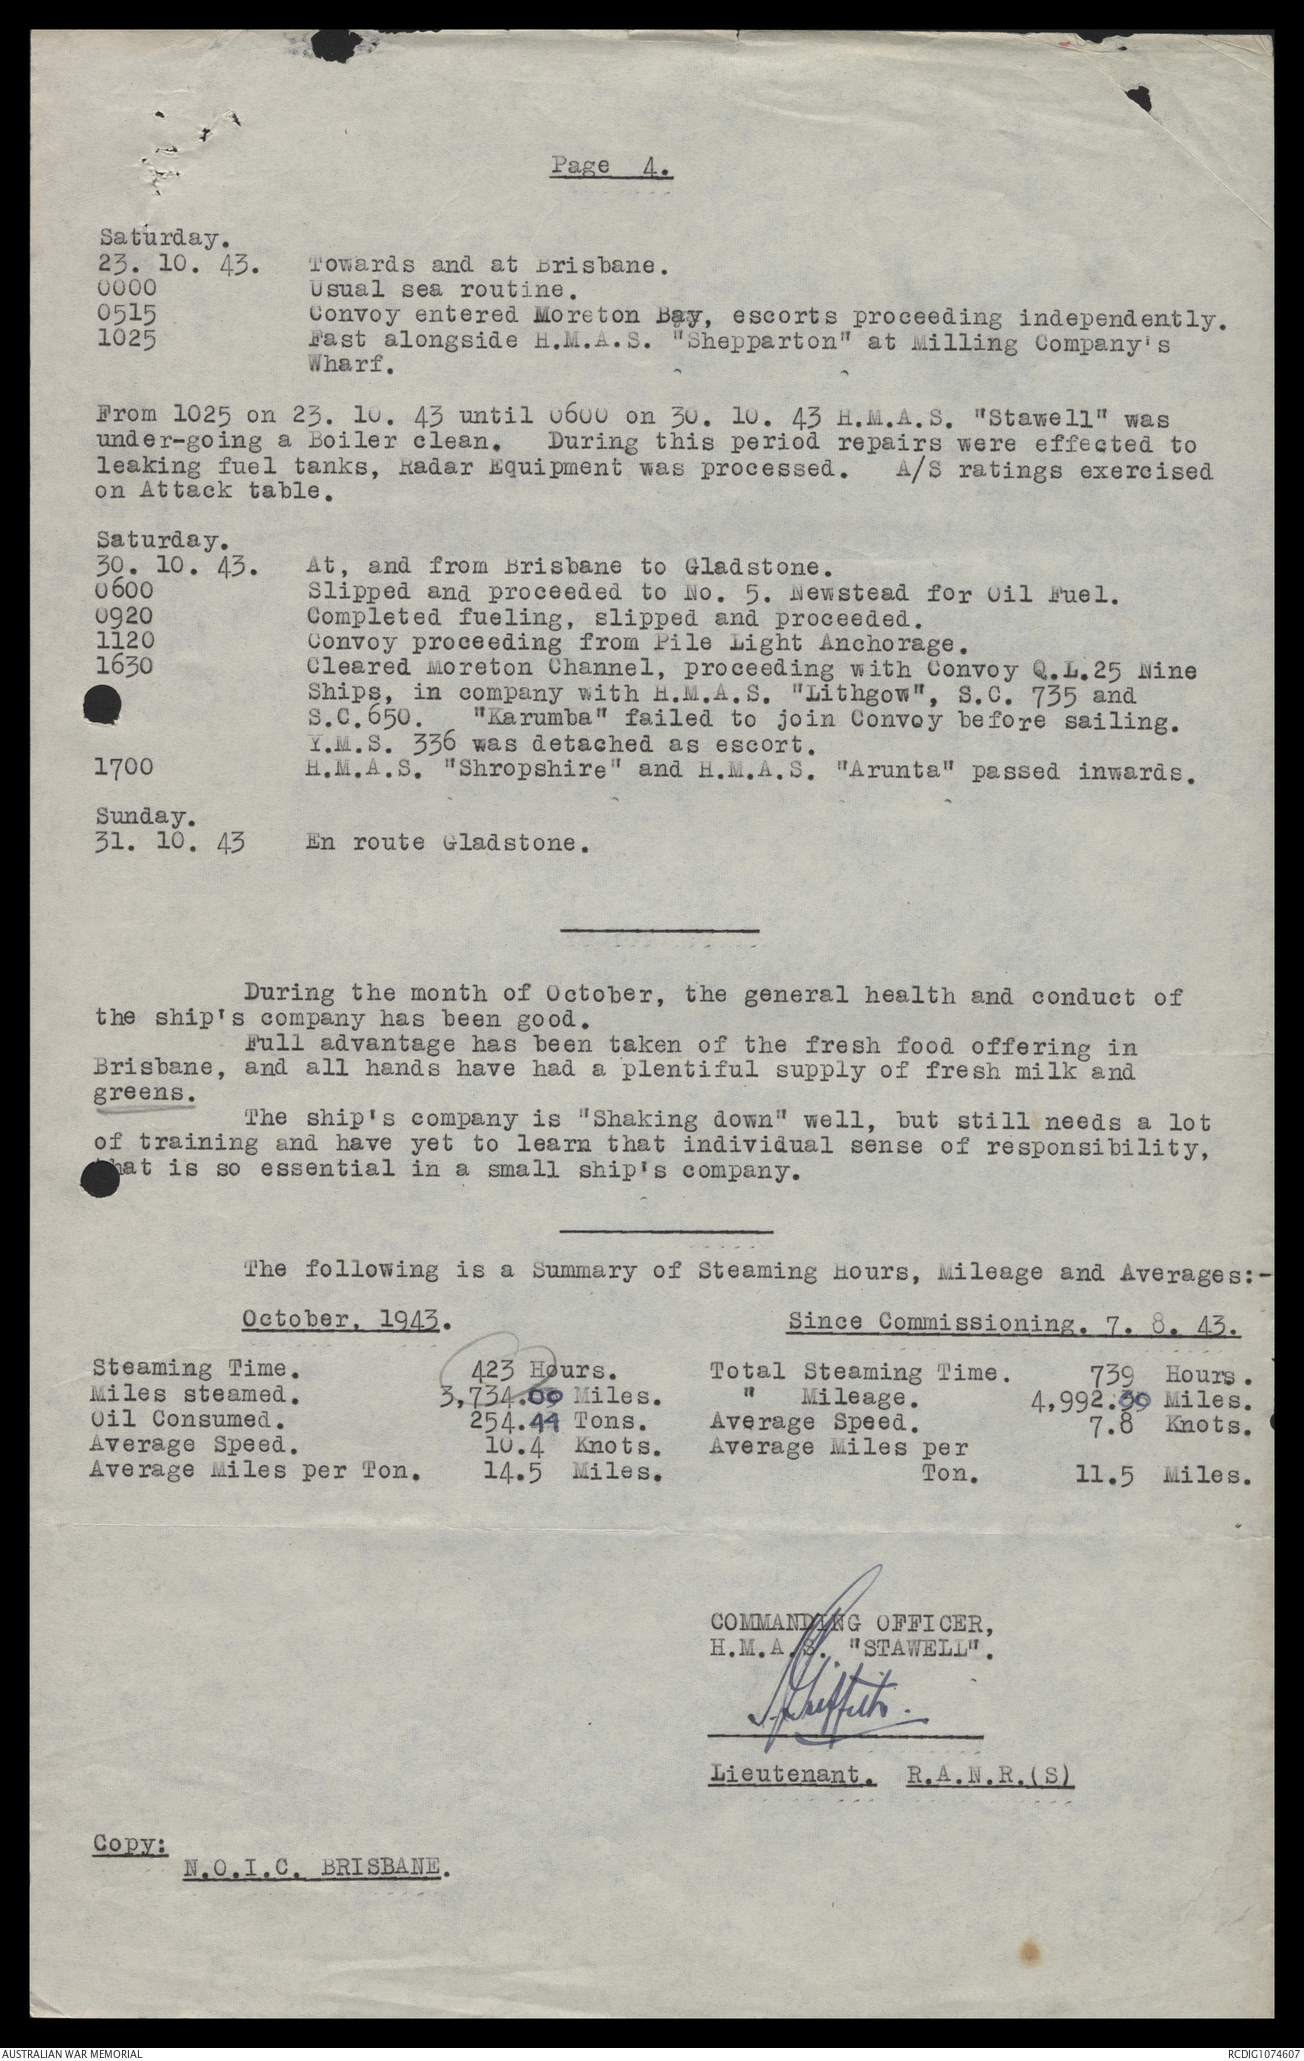 Page 4.
Saturday.
23. 10. 43. Towards and at Brisbane.
0000 Usual sea routine.
0515 Convoy entered Moreton Bay, escorts proceeding independently.
1025 Fast alongside H.M.A.S. "Shepparton" at Milling Company's
Wharf.
From 1025 on 23. 10. 43 until 0600 on 30. 10. 43 H.M.A.S. "Stawell" was
under-going a Boiler clean. During this period repairs were effected to
leaking fuel tanks, Radar Equipment was processed. A/S ratings exercised
on Attack table.
Saturday.
30. 10. 43. At, and from Brisbane to Gladstone.
0600 Slipped and proceeded to No. 5. Newstead for Oil Fuel.
0920 Completed fueling, slipped and proceeded.
1120 Convoy proceeding from Pile Light Anchorage.
1630 Cleared Moreton Channel, proceeding with Convoy Q.L.25 Nine
Ships, in company with H.M.A.S. "Lithgow", S.C. 735 and
S.C.650. "Karumba" failed to join Convoy before sailing.
Y.M.S. 336 was detached as escort.
1700 H.M.A.S. "Shropshire" and H.M.A.S. "Arunta" passed inwards.
Sunday.
31. 10. 43 En route Gladstone.
During the month of October, the general health and conduct of
the ship's company has been good.
Full advantage has been taken of the fresh food offering in
Brisbane, and all hands have had a plentiful supply of fresh milk and
greens.
The ship's company is "Shaking down" well, but still needs a lot
of training and have yet to learn that individual sense of responsibility,
that is so essential in a small ship's company.
The following is a Summary of Steaming Hours, Mileage and Averages:-
October, 1943. Since Commissioning. 7. 8. 43.
Steaming Time. 423 Hours. Total Steaming Time. 739 Hours.
Miles steamed. 3,734.00 Miles. " Mileage. 4,992.00 Miles.
Oil Consumed. 254.44 Tons. Average Speed. 7.8 Knots.
Average Speed. 10.4 Knots. Average Miles per
Average Miles per Ton. 14.5 Miles. Ton. 11.5 Miles.
COMMANDING OFFICER,
H.M.A.S. "STAWELL".
Griffith.
Lieutenant. R.A.N.R.(S)
Copy:
N.O.I.C. BRISBANE.
AUSTRALIAN WAR MEMORIAL RCDIG1074607